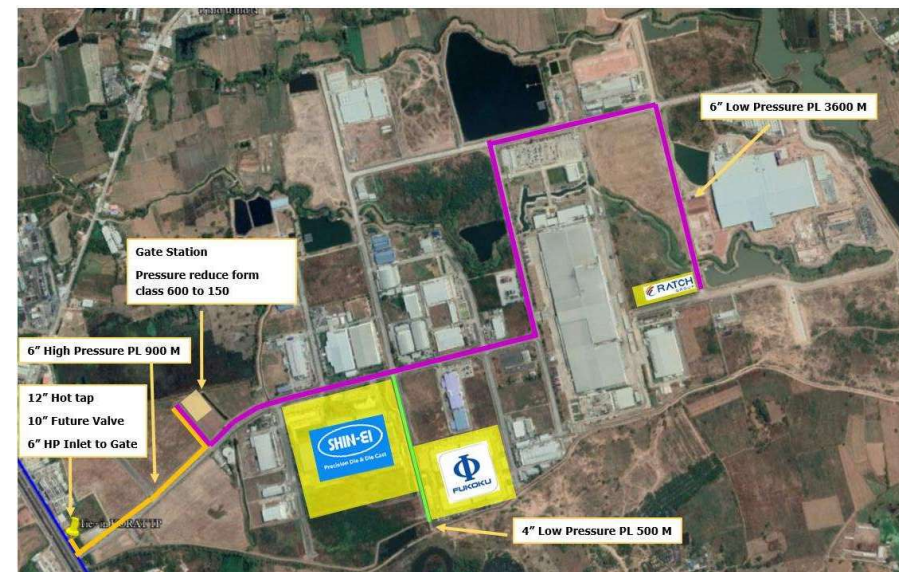 6” Low Pressure PL 3600 M
Gate Station
Pressure reduce form
class 600 to 150
RATCH
GROUP
6” High Pressure PL 900 M
12” Hot tap
10” Future Valve
6” HP Inlet to Gate
SHIN-EI
Precision Die & Die Cast
FUKOKU
4” Low Pressure PL 500 M